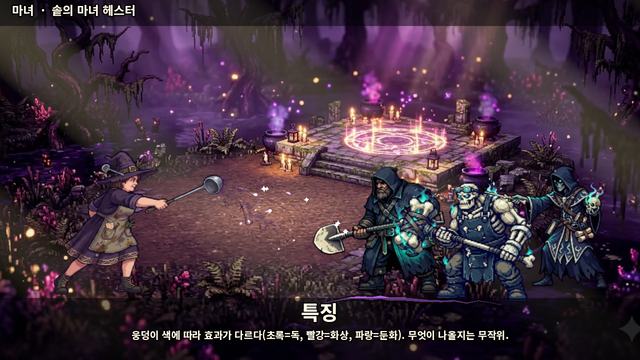 마녀 · 솥의 마녀 헤스터
특징
웅덩이 색에 따라 효과가 다르다(초록=독, 빨강=화상, 파랑=둔화). 무엇이 나올지는 무작위.